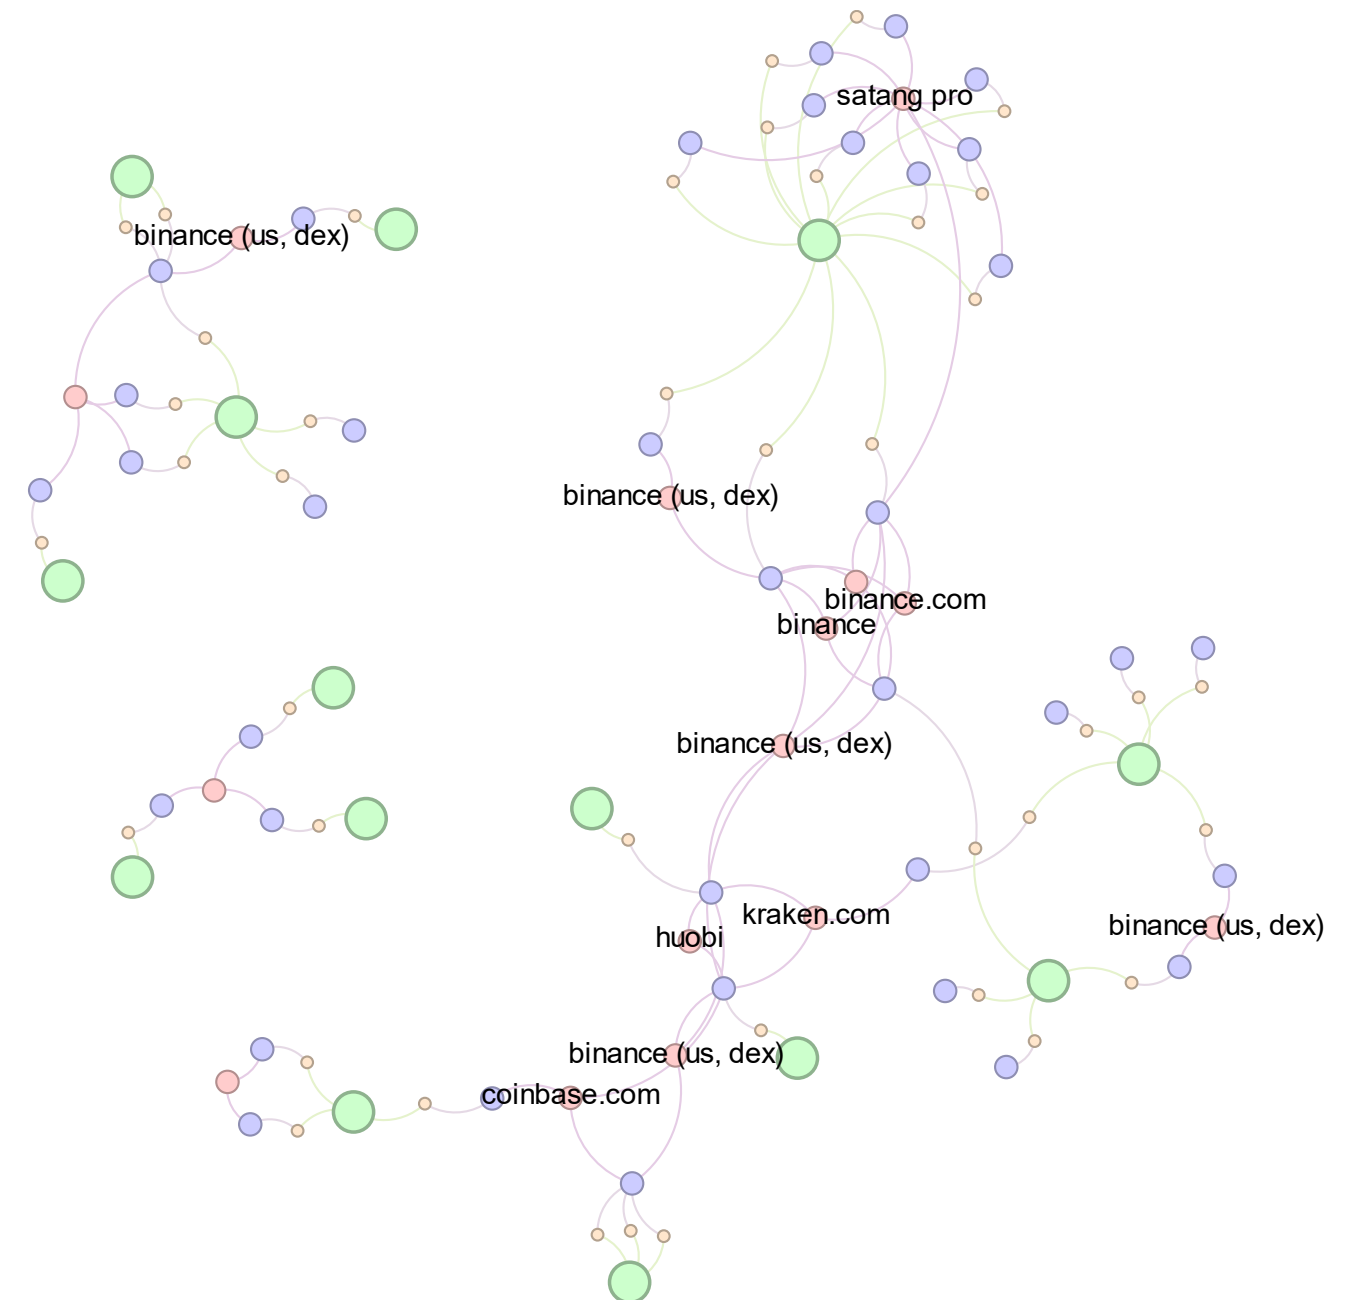 satang pro
binance (us, dex)
binance (us, dex)
binance.com
binance
binance (us, dex)
kraken.com
binance (us, dex)
huobi
binance (us, dex)
coinbase.com